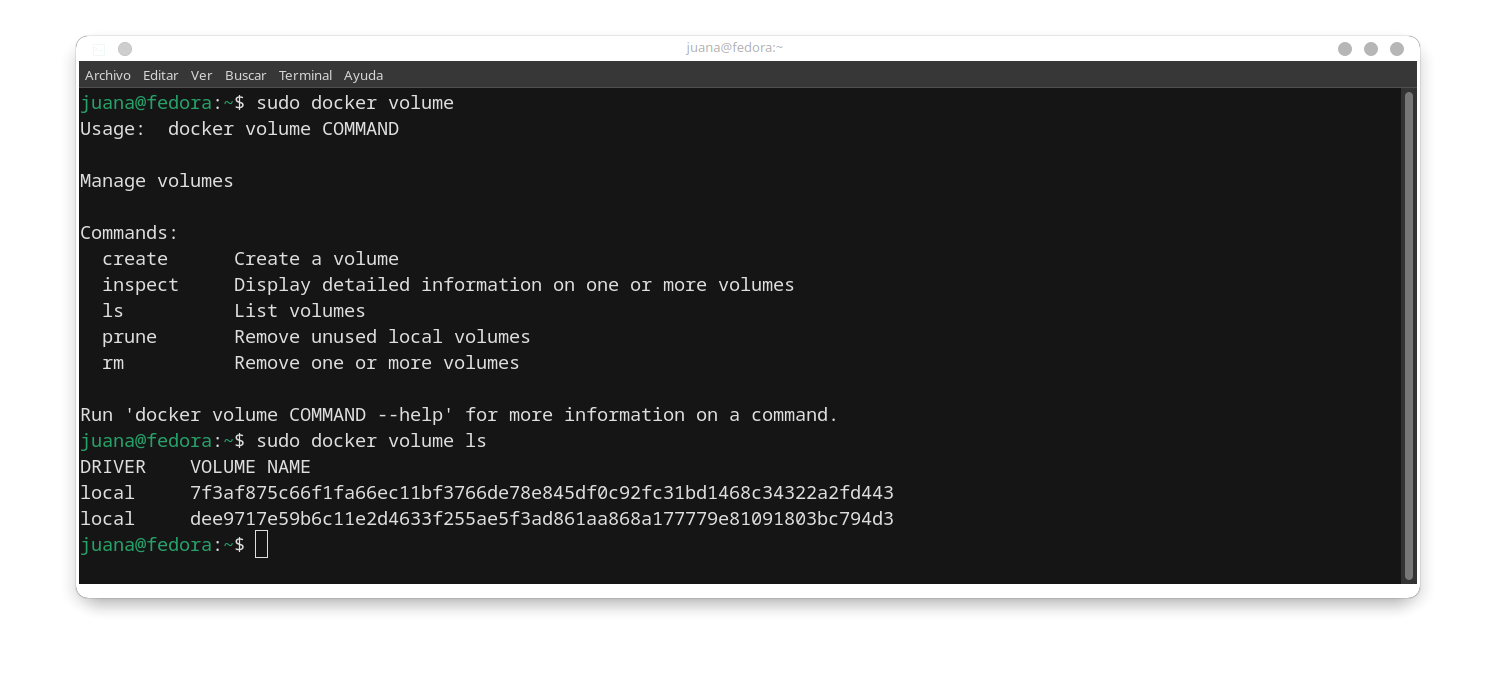 juana@fedora:~
Archivo Editar Ver Buscar Terminal Ayuda
juana@fedora:~$ sudo docker volume
Usage:  docker volume COMMAND
Manage volumes
Commands:
  create      Create a volume
  inspect     Display detailed information on one or more volumes
  ls          List volumes
  prune       Remove unused local volumes
  rm          Remove one or more volumes
Run 'docker volume COMMAND --help' for more information on a command.
juana@fedora:~$ sudo docker volume ls
DRIVER    VOLUME NAME
local     7f3af875c66f1fa66ec11bf3766de78e845df0c92fc31bd1468c34322a2fd443
local     dee9717e59b6c11e2d4633f255ae5f3ad861aa868a177779e81091803bc794d3
juana@fedora:~$